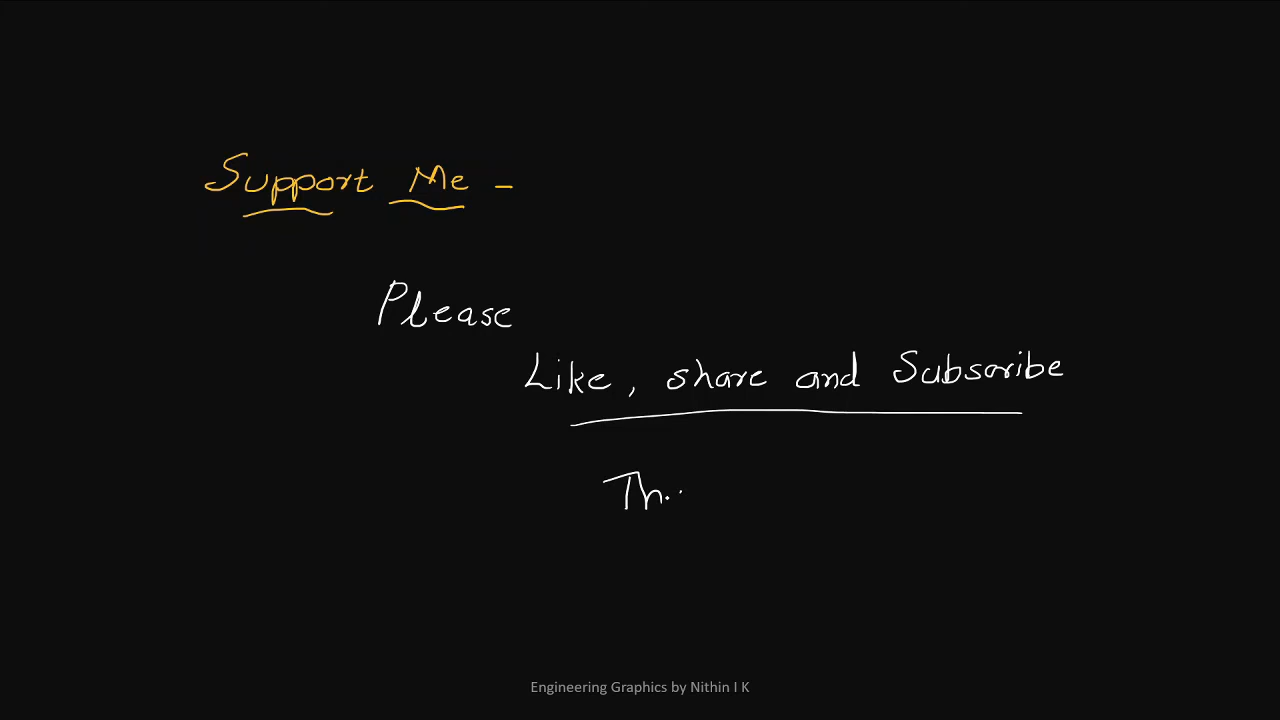 Support Me -
Please
Like, share and Subscribe
Th
Engineering Graphics by Nithin I K